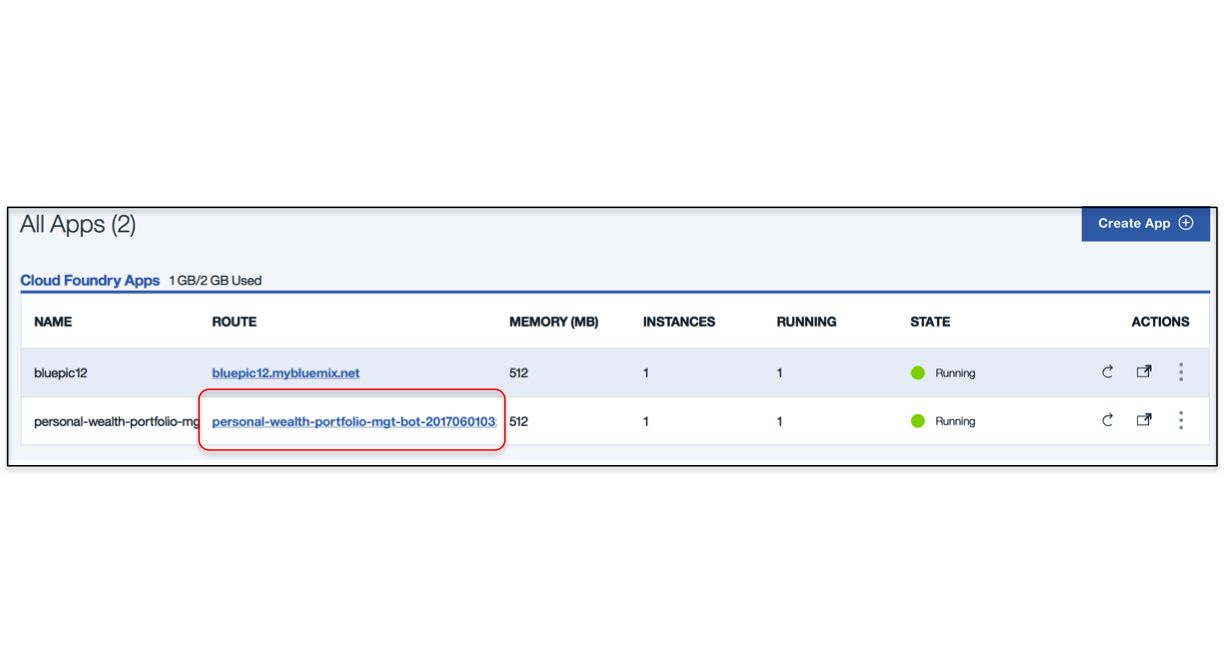 All Apps (2) Create App
Cloud Foundry Apps 1 GB/2 GB Used
NAME ROUTE MEMORY (MB) INSTANCES RUNNING STATE ACTIONS
bluepic12 bluepic12.mybluemix.net 512 1 1 Running
personal-wealth-portfolio-mg personal-wealth-portfolio-mgt-bot-2017060103 512 1 1 Running